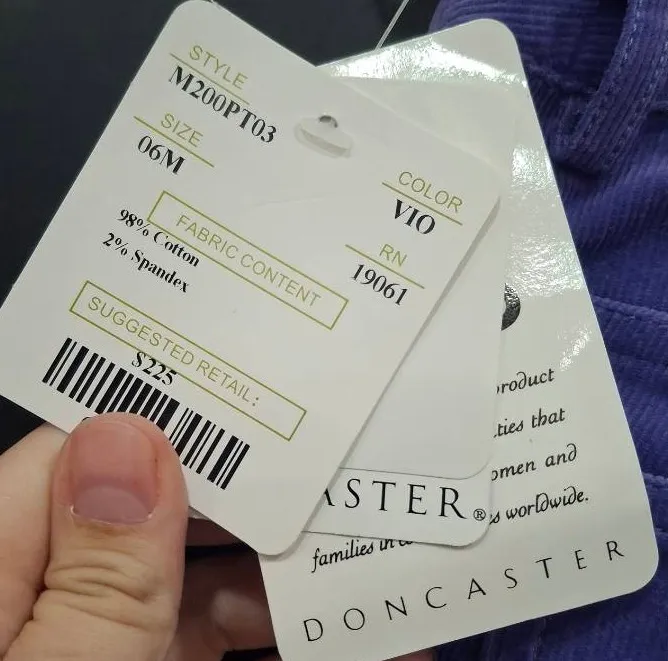 STYLE
M200PT03
SIZE
06M
COLOR
VIO
RN
19061
FABRIC CONTENT
98% Cotton
2% Spandex
SUGGESTED RETAIL:
$225
ASTER®
roduct
ties that
omen and
s worldwide.
families in
DONCASTER